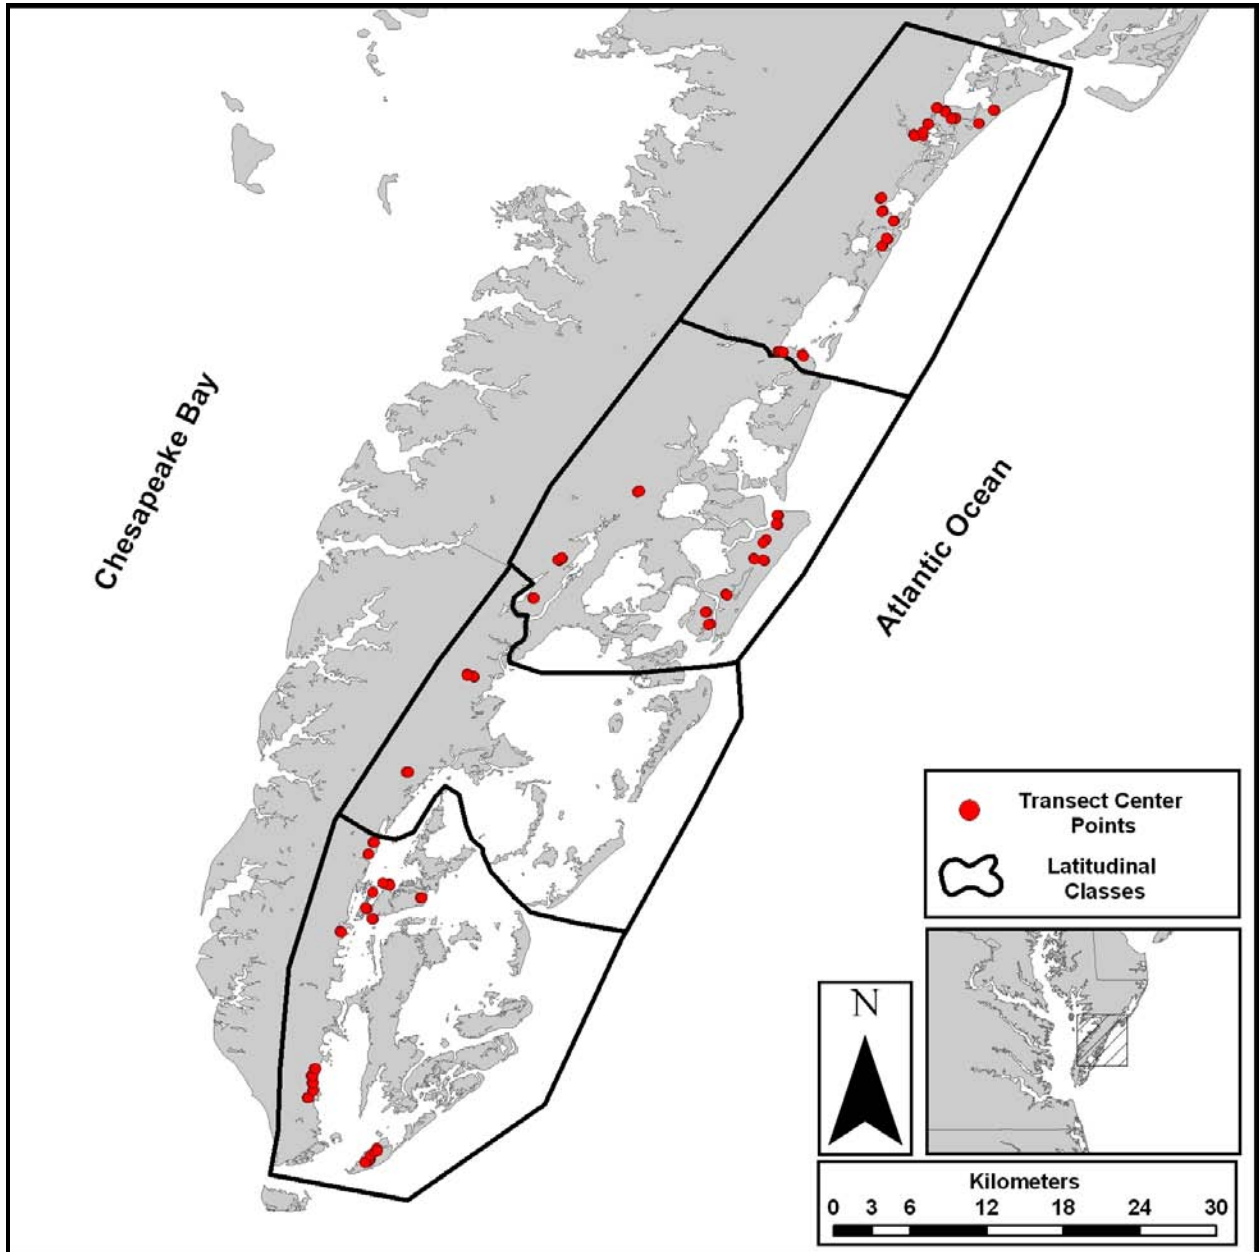 Chesapeake Bay
Atlantic Ocean
Transect Center
Points
Latitudinal
Classes
N
Kilometers
0 3 6 12 18 24 30